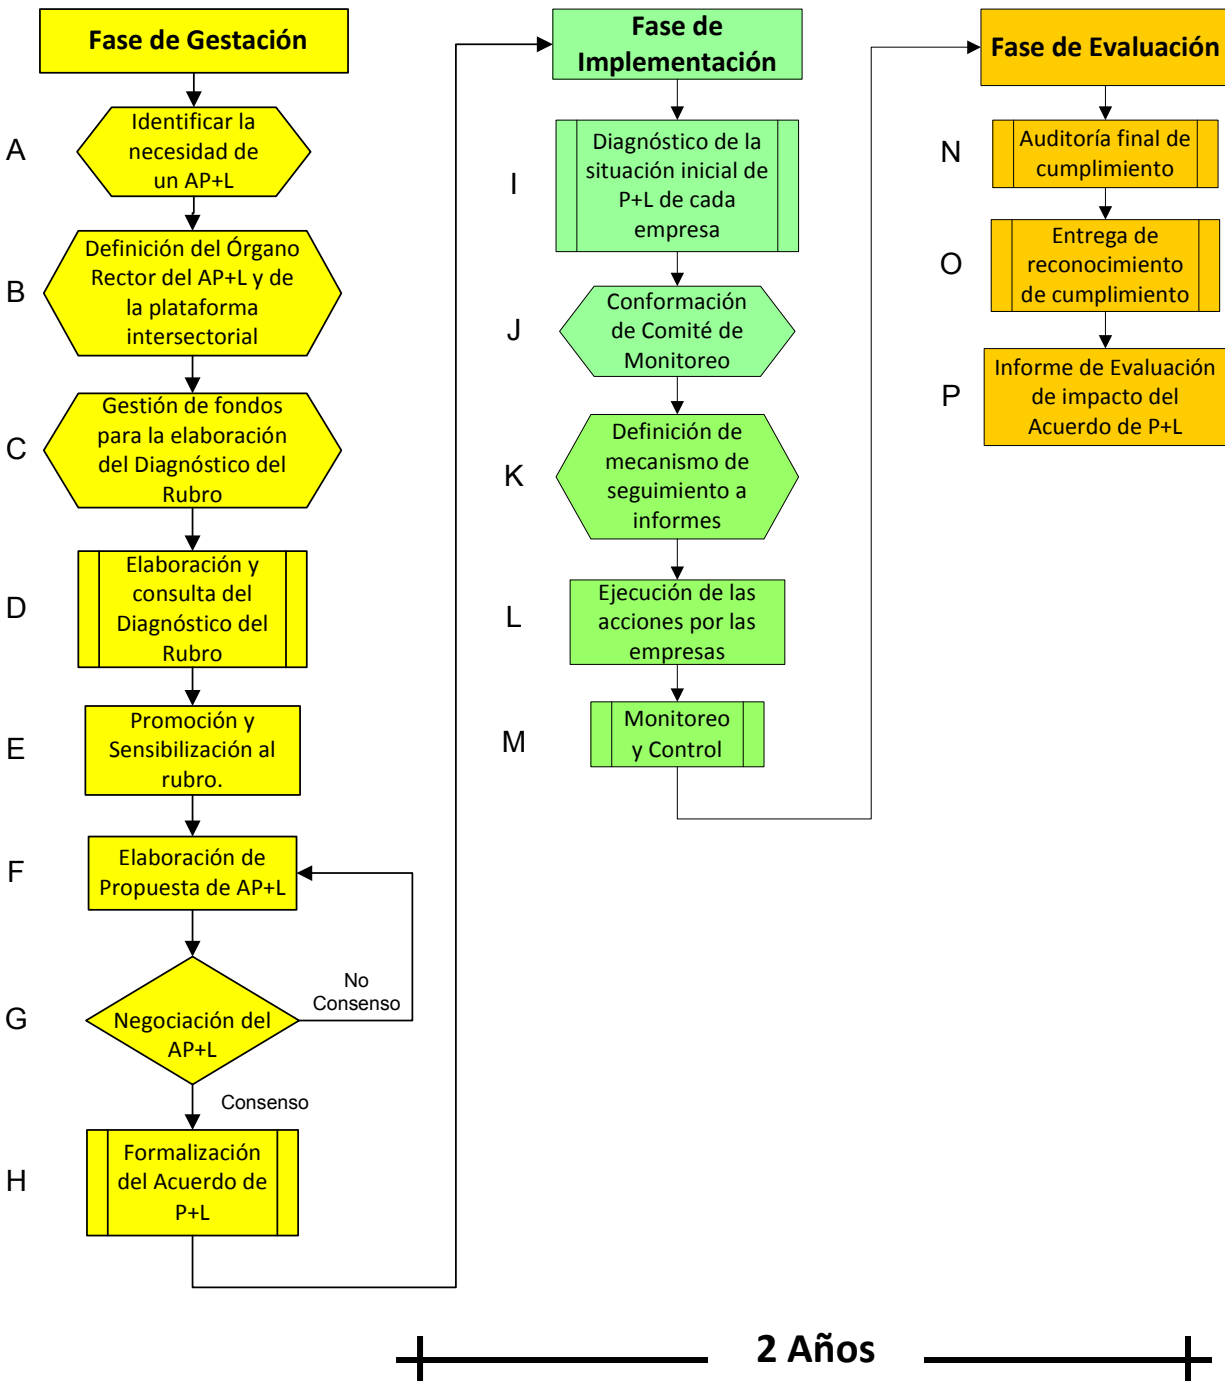 Fase de Gestación
A
Identificar la
necesidad de
un AP+L
B
Definición del Órgano
Rector del AP+L y de
la plataforma
intersectorial
C
Gestión de fondos
para la elaboración
del Diagnóstico del
Rubro
D
Elaboración y
consulta del
Diagnóstico del
Rubro
E
Promoción y
Sensibilización al
rubro.
F
Elaboración de
Propuesta de AP+L
G
Negociación del
AP+L
No
Consenso
Consenso
H
Formalización
del Acuerdo de
P+L
Fase de
Implementación
I
Diagnóstico de la
situación inicial de
P+L de cada
empresa
J
Conformación
de Comité de
Monitoreo
K
Definición de
mecanismo de
seguimiento a
informes
L
Ejecución de las
acciones por las
empresas
M
Monitoreo
y Control
Fase de Evaluación
N
Auditoría final de
cumplimiento
O
Entrega de
reconocimiento
de cumplimiento
P
Informe de Evaluación
de impacto del
Acuerdo de P+L
2 Años